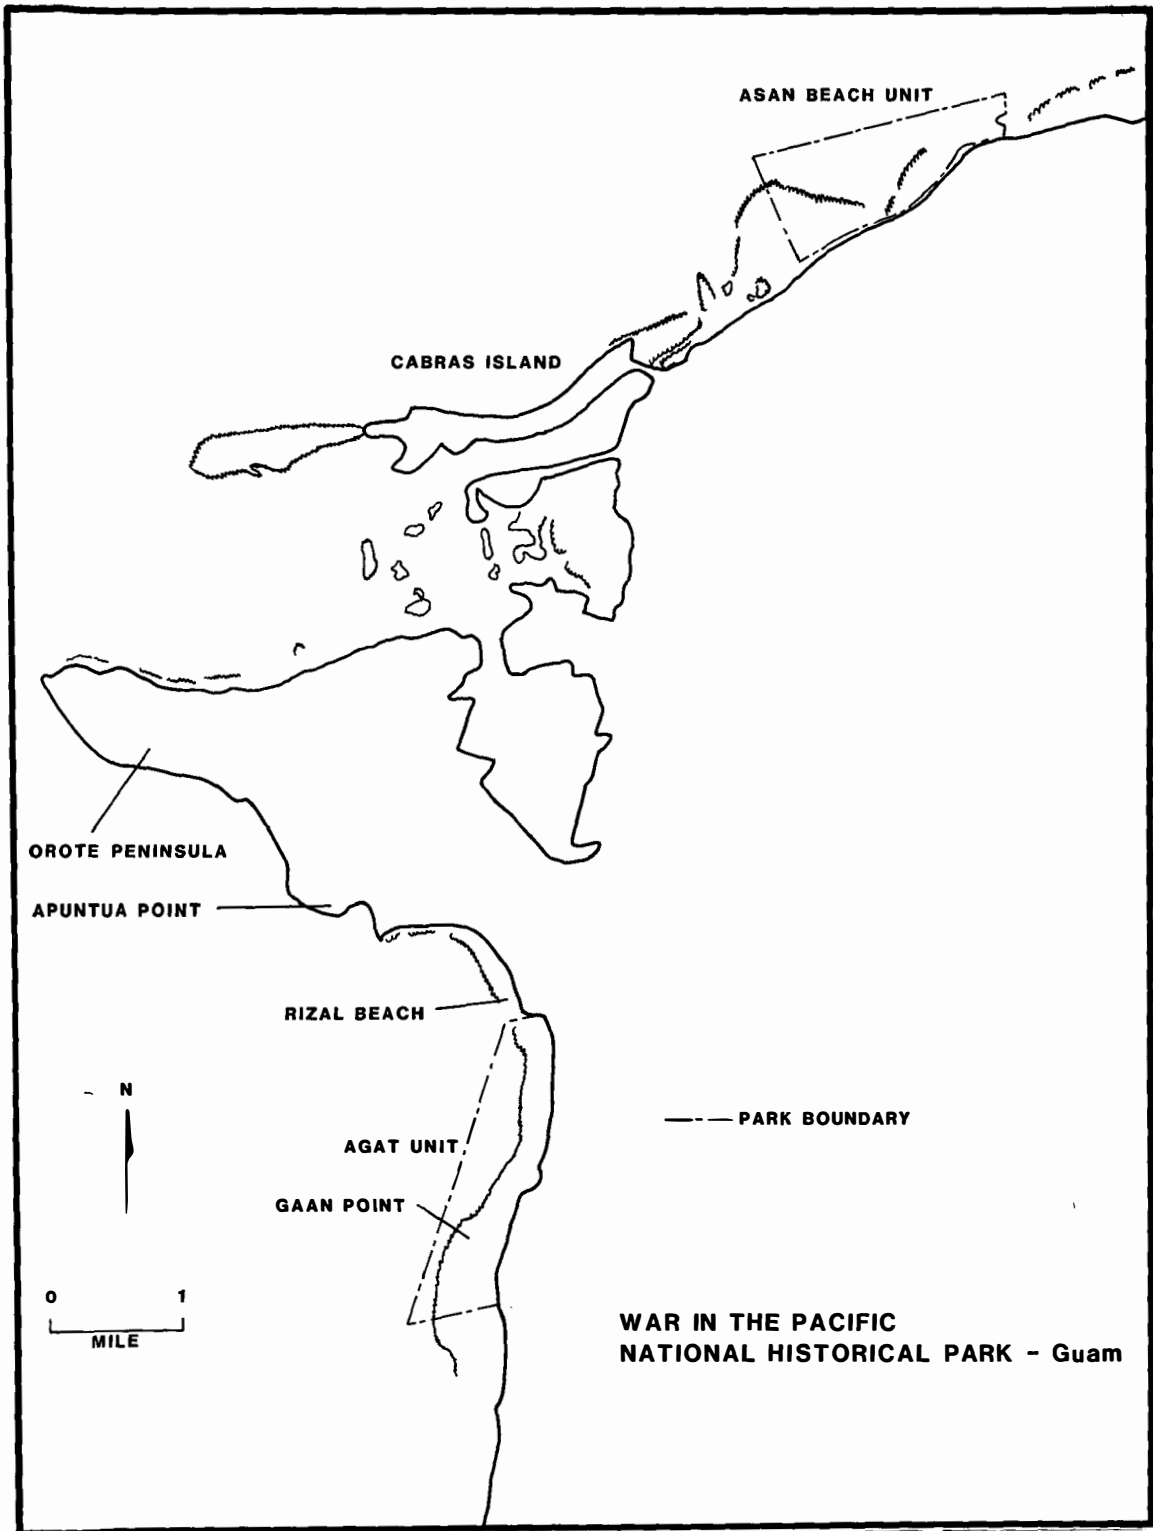 ASAN BEACH UNIT
CABRAS ISLAND
OROTE PENINSULA
APUNTUA POINT
RIZAL BEACH
N
AGAT UNIT
PARK BOUNDARY
GAAN POINT
0 1
MILE
WAR IN THE PACIFIC
NATIONAL HISTORICAL PARK - Guam